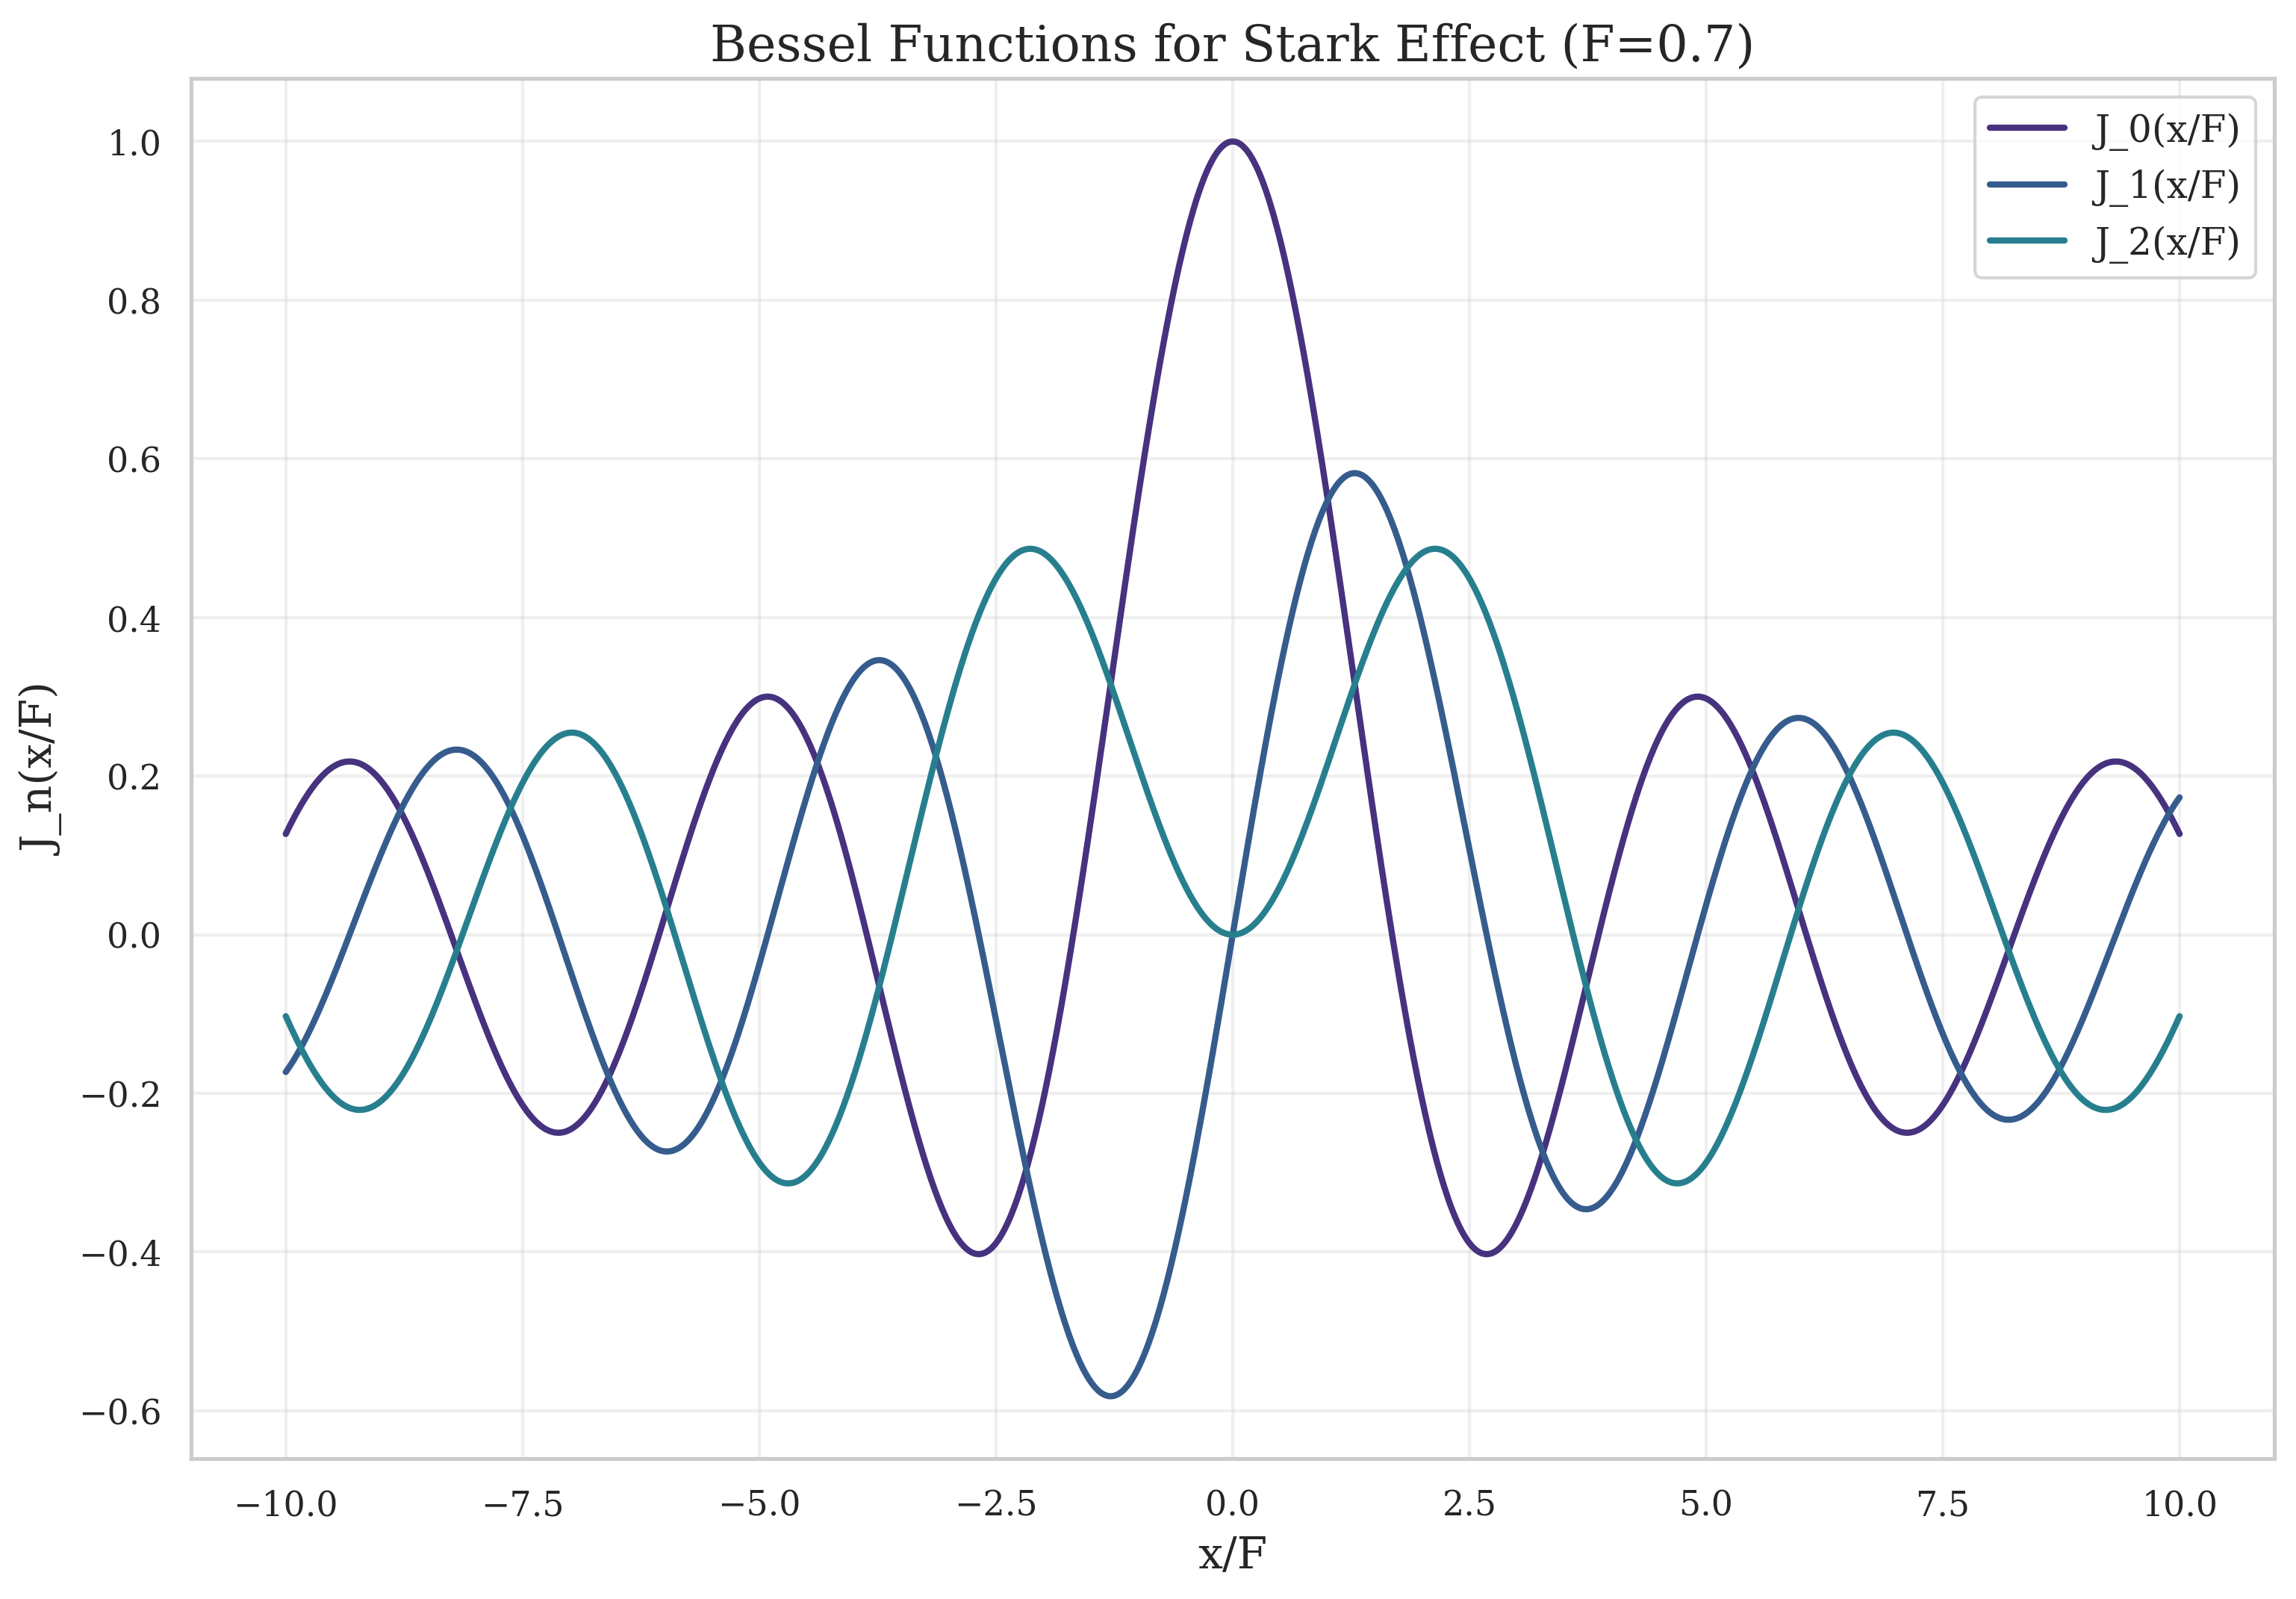 Bessel Functions for Stark Effect (F=0.7)
J_0(x/F)
J_1(x/F)
J_2(x/F)
J_n(x/F)
1.0
0.8
0.6
0.4
0.2
0.0
−0.2
−0.4
−0.6
−10.0 −7.5 −5.0 −2.5 0.0 2.5 5.0 7.5 10.0
x/F